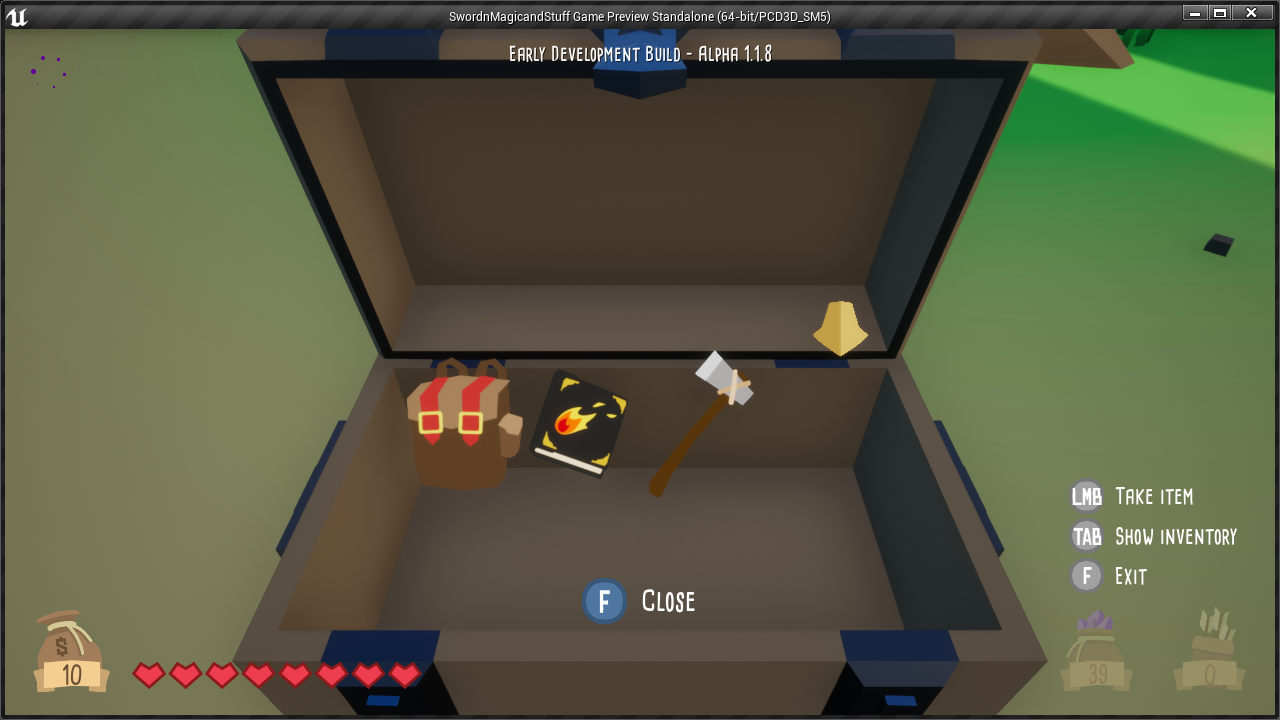 SwordnMagicandStuff Game Preview Standalone (64-bit/PCD3D_SM5)
Early Development Build - Alpha 1.1.8
LMB Take item
TAB Show inventory
F Exit
F Close
$
10
39
0